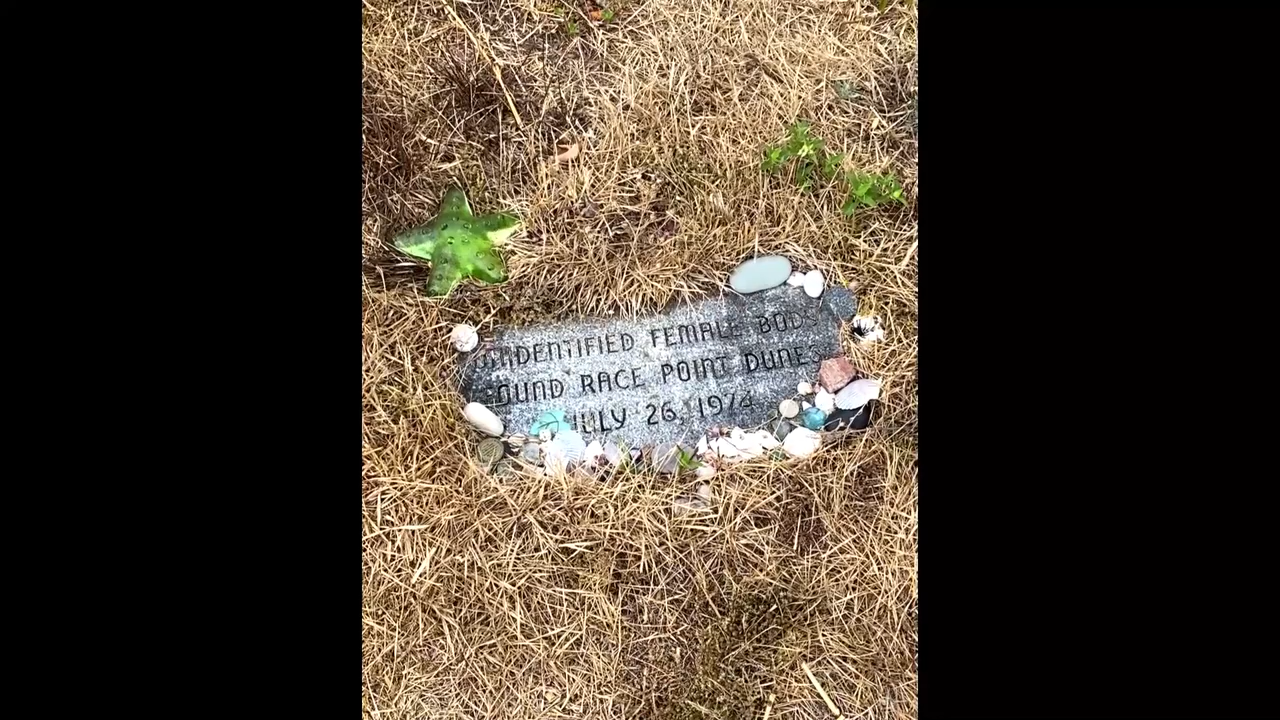 UNIDENTIFIED FEMALE BODY
FOUND RACE POINT DUNES
JULY 26, 1974